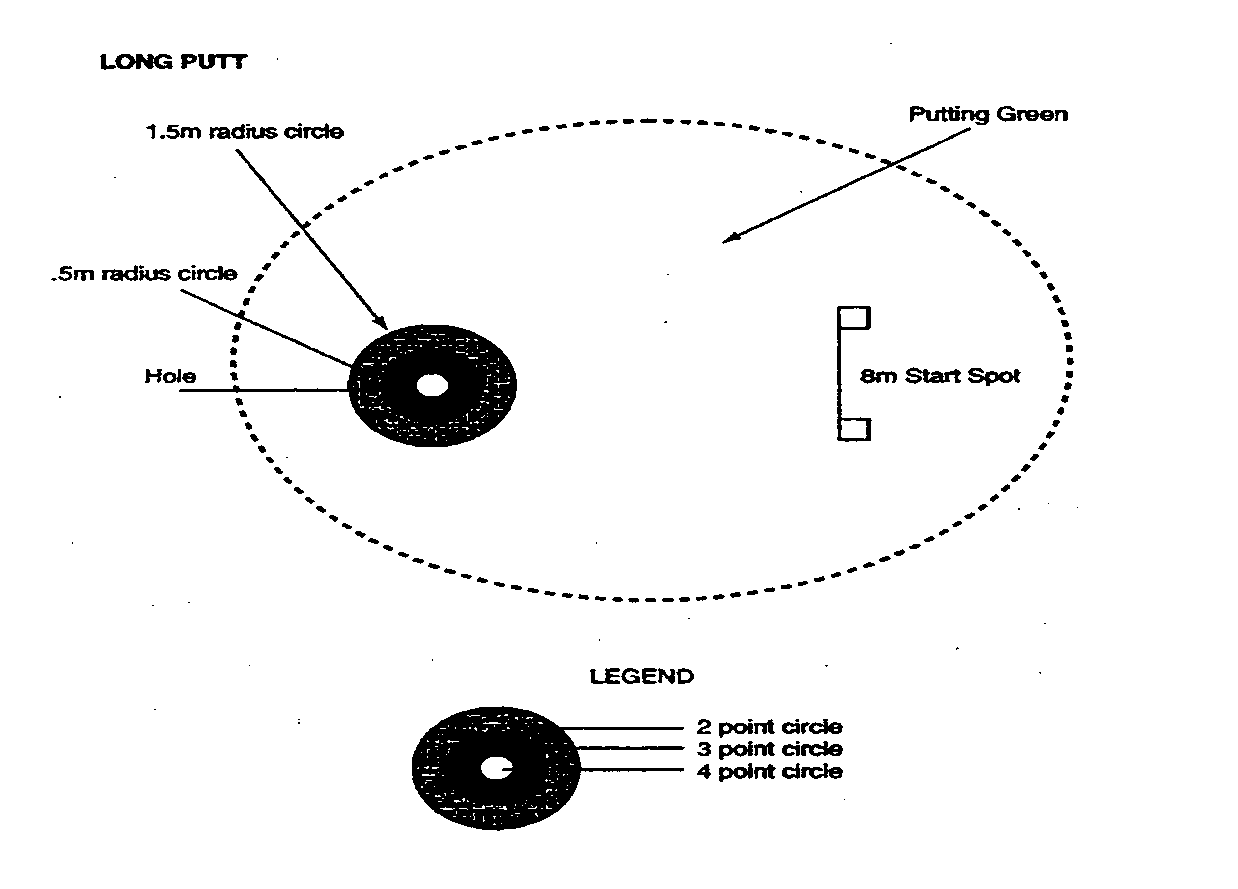 LONG PUTT
Putting Green
1.5m radius circle
.5m radius circle
Hole
8m Start Spot
LEGEND
2 point circle
3 point circle
4 point circle